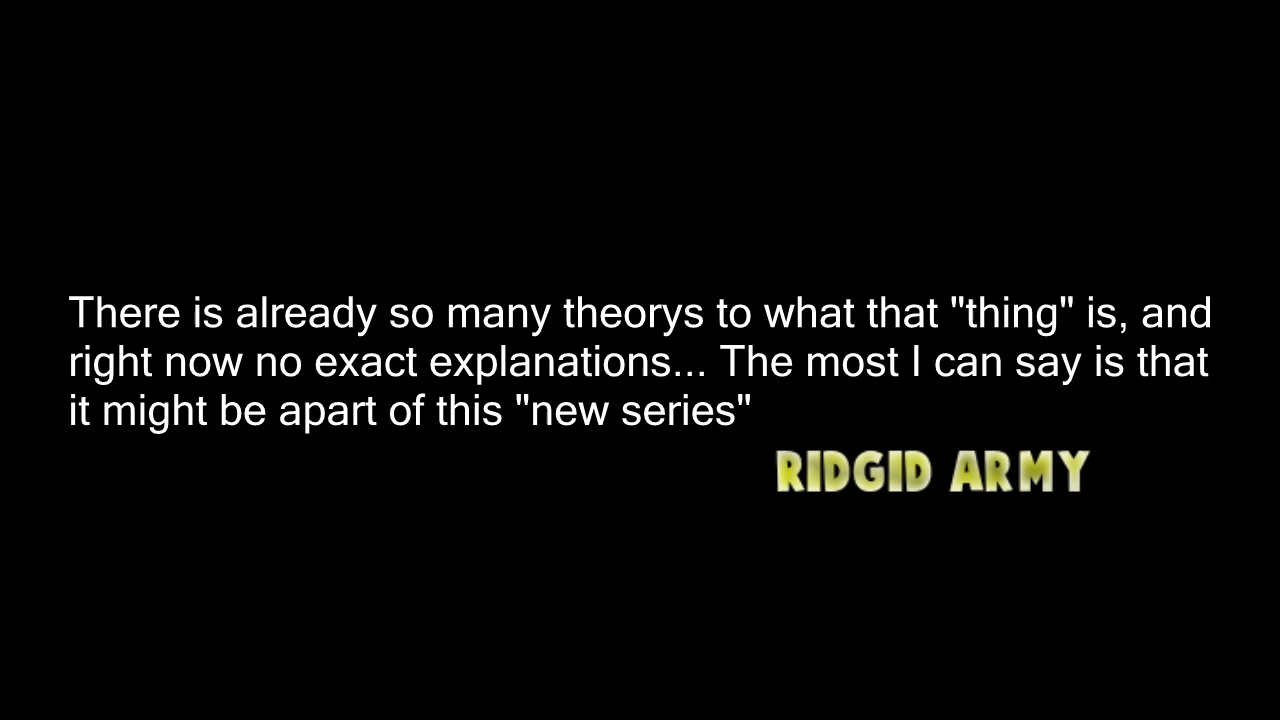 There is already so many theorys to what that "thing" is, and
right now no exact explanations... The most I can say is that
it might be apart of this "new series"
RIDGID ARMY